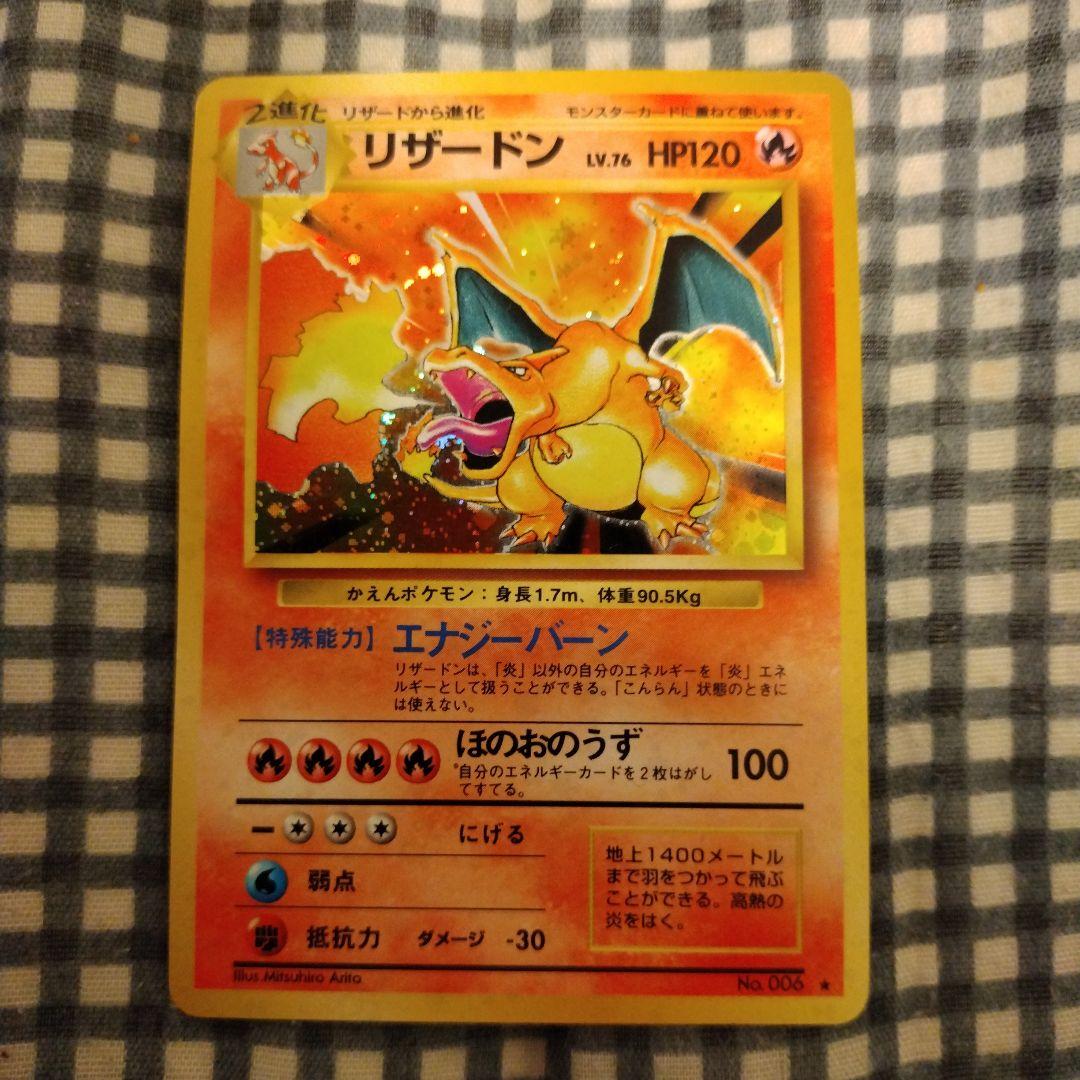 2進化 リザードから進化 モンスターカードに重ねて使います。
リザードン LV.76 HP120
かえんポケモン:身長1.7m、体重90.5Kg
【特殊能力】エナジーバーン
リザードンは、「炎」以外の自分のエネルギーを「炎」エネ
ルギーとして扱うことができる。「こんらん」状態のときに
は使えない。
ほのおのうず 100
自分のエネルギーカードを2枚はがし
てすてる。
にげる
弱点
抵抗力 ダメージ -30
地上1400メートル
まで羽をつかって飛ぶ
ことができる。高熱の
炎をはく。
Illus.Mitsuhiro Arita
No.006 ★